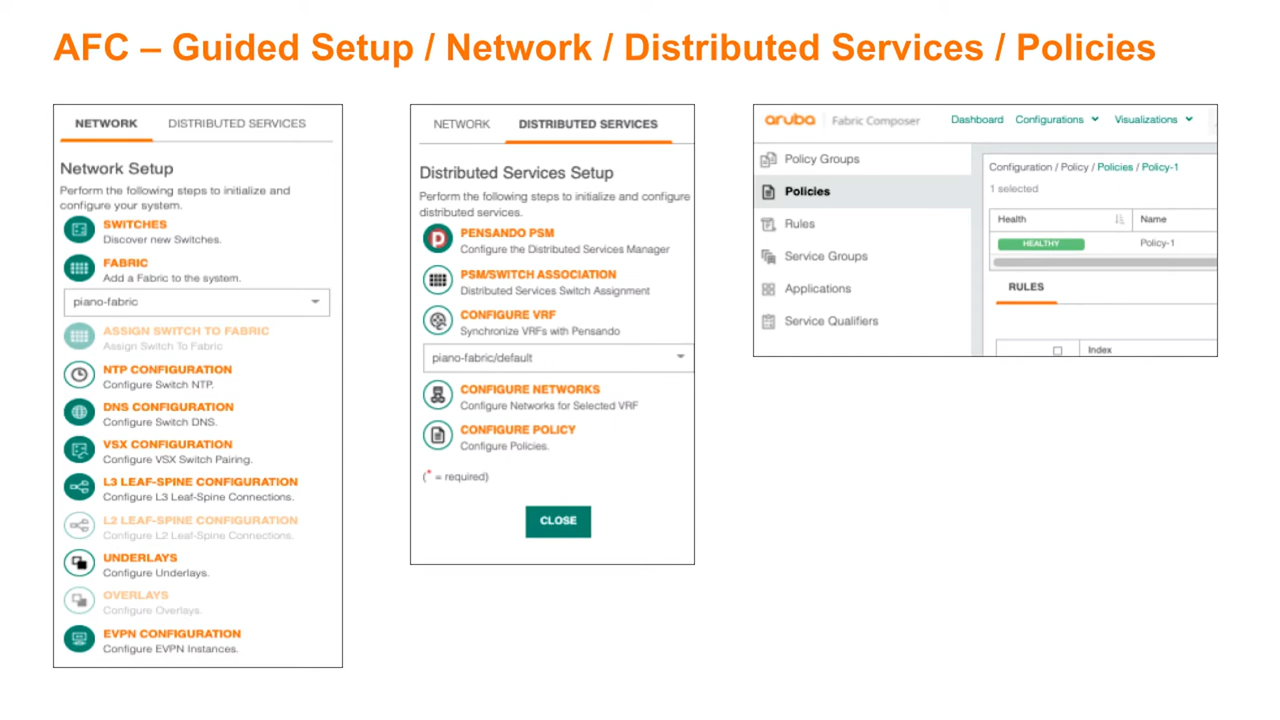 AFC – Guided Setup / Network / Distributed Services / Policies
NETWORK DISTRIBUTED SERVICES
Network Setup
Perform the following steps to initialize and
configure your system.
SWITCHES
Discover new Switches.
FABRIC
Add a Fabric to the system.
piano-fabric
ASSIGN SWITCH TO FABRIC
Assign Switch To Fabric
NTP CONFIGURATION
Configure Switch NTP.
DNS CONFIGURATION
Configure Switch DNS.
VSX CONFIGURATION
Configure VSX Switch Pairing.
L3 LEAF-SPINE CONFIGURATION
Configure L3 Leaf-Spine Connections.
L2 LEAF-SPINE CONFIGURATION
Configure L2 Leaf-Spine Connections.
UNDERLAYS
Configure Underlays.
OVERLAYS
Configure Overlays.
EVPN CONFIGURATION
Configure EVPN Instances.
NETWORK DISTRIBUTED SERVICES
Distributed Services Setup
Perform the following steps to initialize and configure
distributed services.
PENSANDO PSM
Configure the Distributed Services Manager
PSM/SWITCH ASSOCIATION
Distributed Services Switch Assignment
CONFIGURE VRF
Synchronize VRFs with Pensando
piano-fabric/default
CONFIGURE NETWORKS
Configure Networks for Selected VRF
CONFIGURE POLICY
Configure Policies.
(* = required)
CLOSE
aruba Fabric Composer Dashboard Configurations Visualizations
Policy Groups
Policies
Rules
Service Groups
Applications
Service Qualifiers
Configuration / Policy / Policies / Policy-1
1 selected
Health Name
HEALTHY Policy-1
RULES
Index